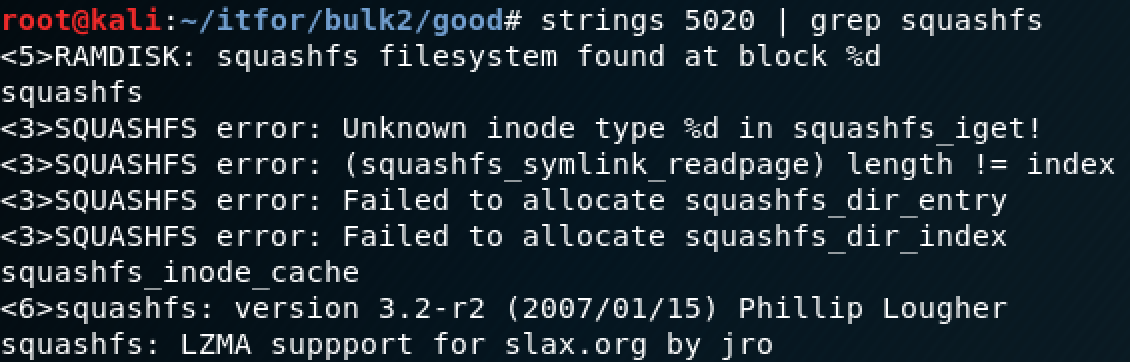 root@kali:~/itfor/bulk2/good# strings 5020 | grep squashfs
<5>RAMDISK: squashfs filesystem found at block %d
squashfs
<3>SQUASHFS error: Unknown inode type %d in squashfs_iget!
<3>SQUASHFS error: (squashfs_symlink_readpage) length != index
<3>SQUASHFS error: Failed to allocate squashfs_dir_entry
<3>SQUASHFS error: Failed to allocate squashfs_dir_index
squashfs_inode_cache
<6>squashfs: version 3.2-r2 (2007/01/15) Phillip Lougher
squashfs: LZMA suppport for slax.org by jro